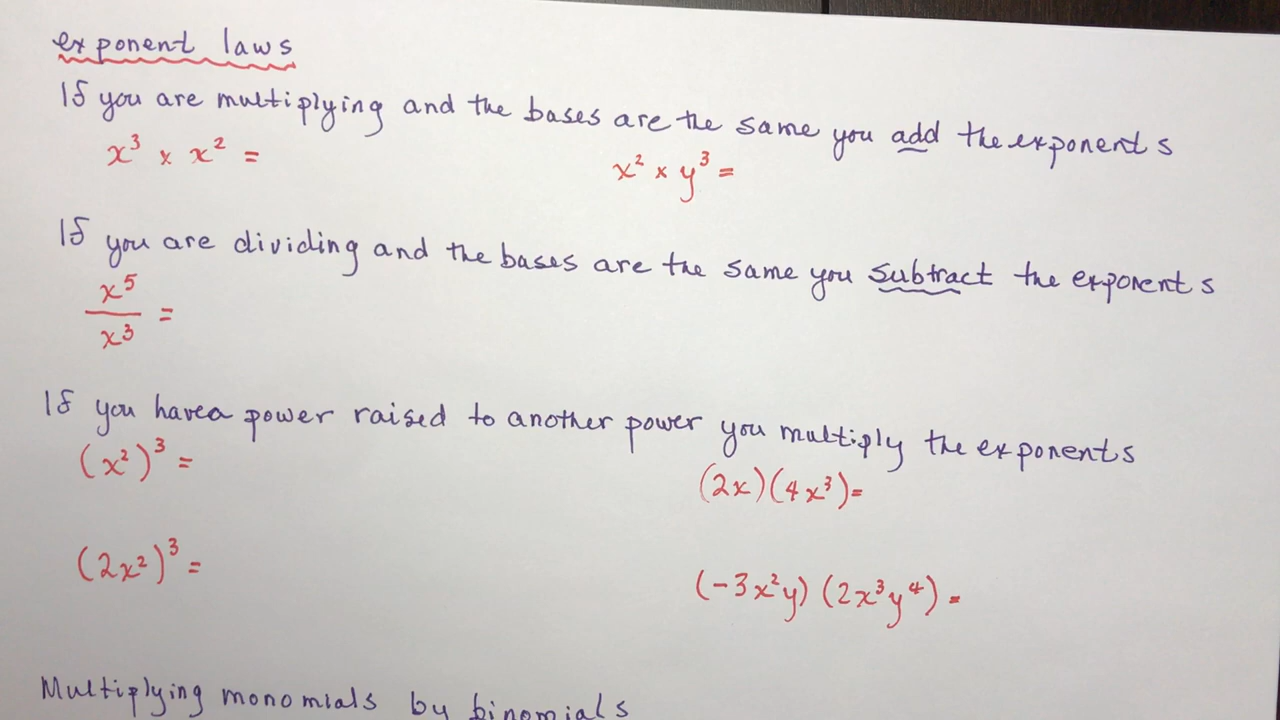 exponent laws
If you are multiplying and the bases are the same you add the exponents
x³ × x² =
x² × y³ =
If you are dividing and the bases are the same you subtract the exponents
x⁵
x³ =
If you have a power raised to another power you multiply the exponents
(x²)³ =
(2x)(4x³)=
(2x²)³ =
(-3x²y) (2x³y⁴) =
Multiplying monomials by binomials